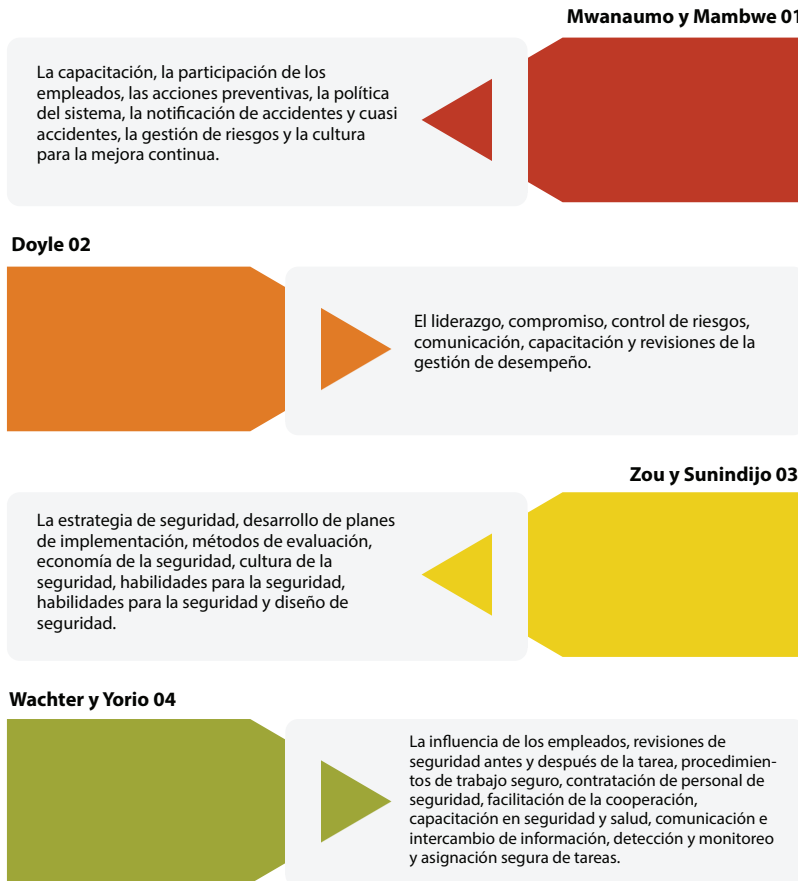 Mwanaumo y Mambwe 01
La capacitación, la participación de los
empleados, las acciones preventivas, la política
del sistema, la notificación de accidentes y cuasi
accidentes, la gestión de riesgos y la cultura
para la mejora continua.
Doyle 02
El liderazgo, compromiso, control de riesgos,
comunicación, capacitación y revisiones de la
gestión de desempeño.
Zou y Sunindijo 03
La estrategia de seguridad, desarrollo de planes
de implementación, métodos de evaluación,
economía de la seguridad, cultura de la
seguridad, habilidades para la seguridad,
habilidades para la seguridad y diseño de
seguridad.
Wachter y Yorio 04
La influencia de los empleados, revisiones de
seguridad antes y después de la tarea, procedimien-
tos de trabajo seguro, contratación de personal de
seguridad, facilitación de la cooperación,
capacitación en seguridad y salud, comunicación e
intercambio de información, detección y monitoreo
y asignación segura de tareas.